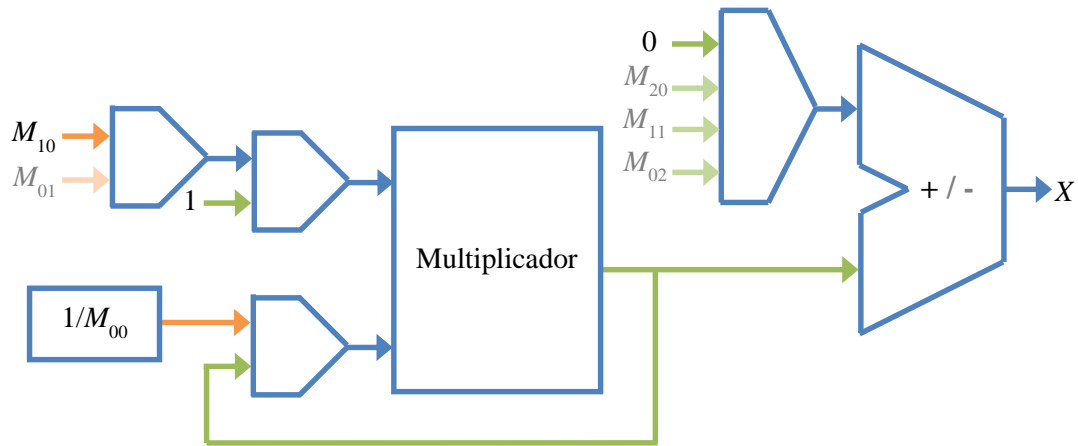 0
M₂₀
M₁₁
M₀₂
M₁₀
M₀₁
1
+ / -
X
Multiplicador
1/M₀₀